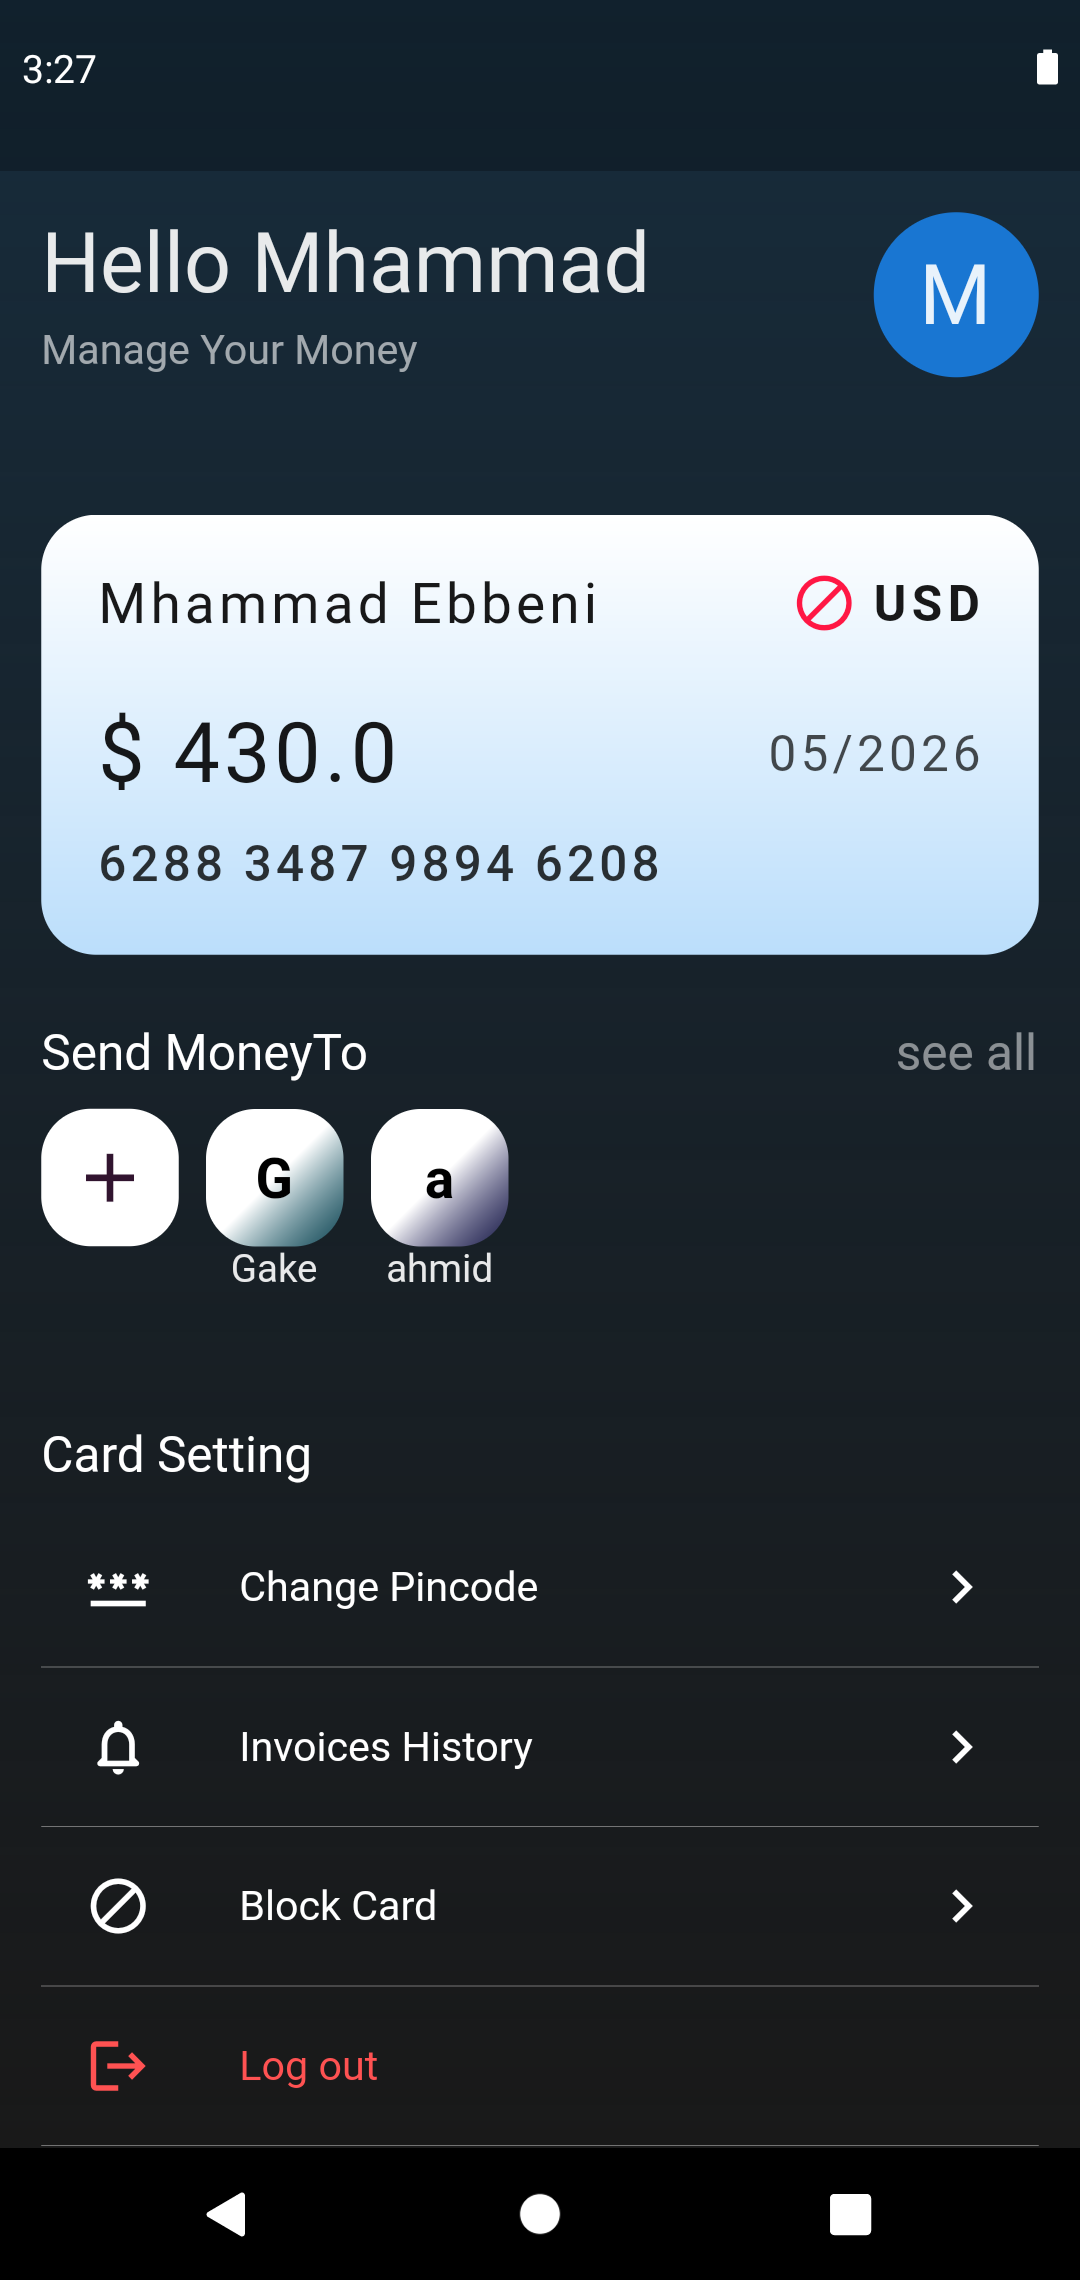 3:27
Hello Mhammad
M
Manage Your Money
Mhammad Ebbeni
USD
$ 430.0
05/2026
6288 3487 9894 6208
Send MoneyTo
see all
G
a
Gake
ahmid
Card Setting
***
Change Pincode
Invoices History
Block Card
Log out